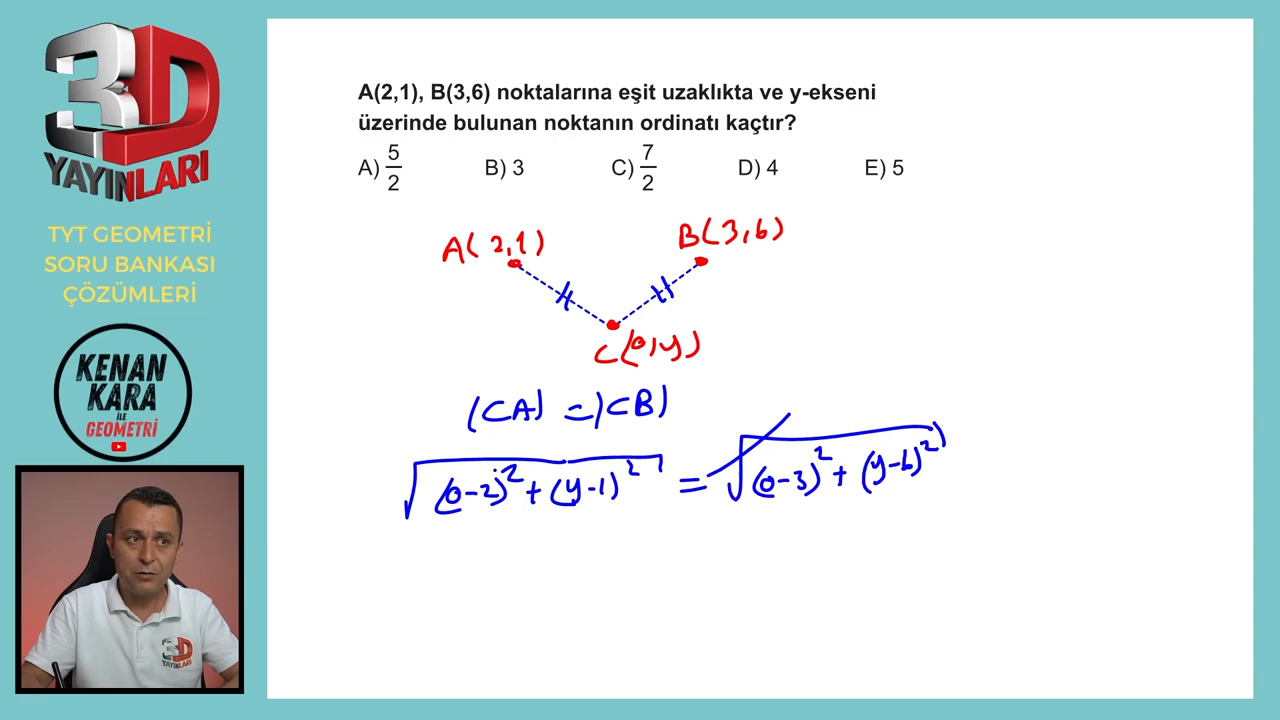 3D
YAYINLARI
TYT GEOMETRİ
SORU BANKASI
ÇÖZÜMLERİ
KENAN
KARA
İLE
GEOMETRİ
3D
YAYINLARI
A(2,1), B(3,6) noktalarına eşit uzaklıkta ve y-ekseni
üzerinde bulunan noktanın ordinatı kaçtır?
A) 5/2 B) 3 C) 7/2 D) 4 E) 5
A(2,1) B(3,6)
C(0,y)
|CA| = |CB|
√((0-2)² + (y-1)²) = √((0-3)² + (y-6)²)